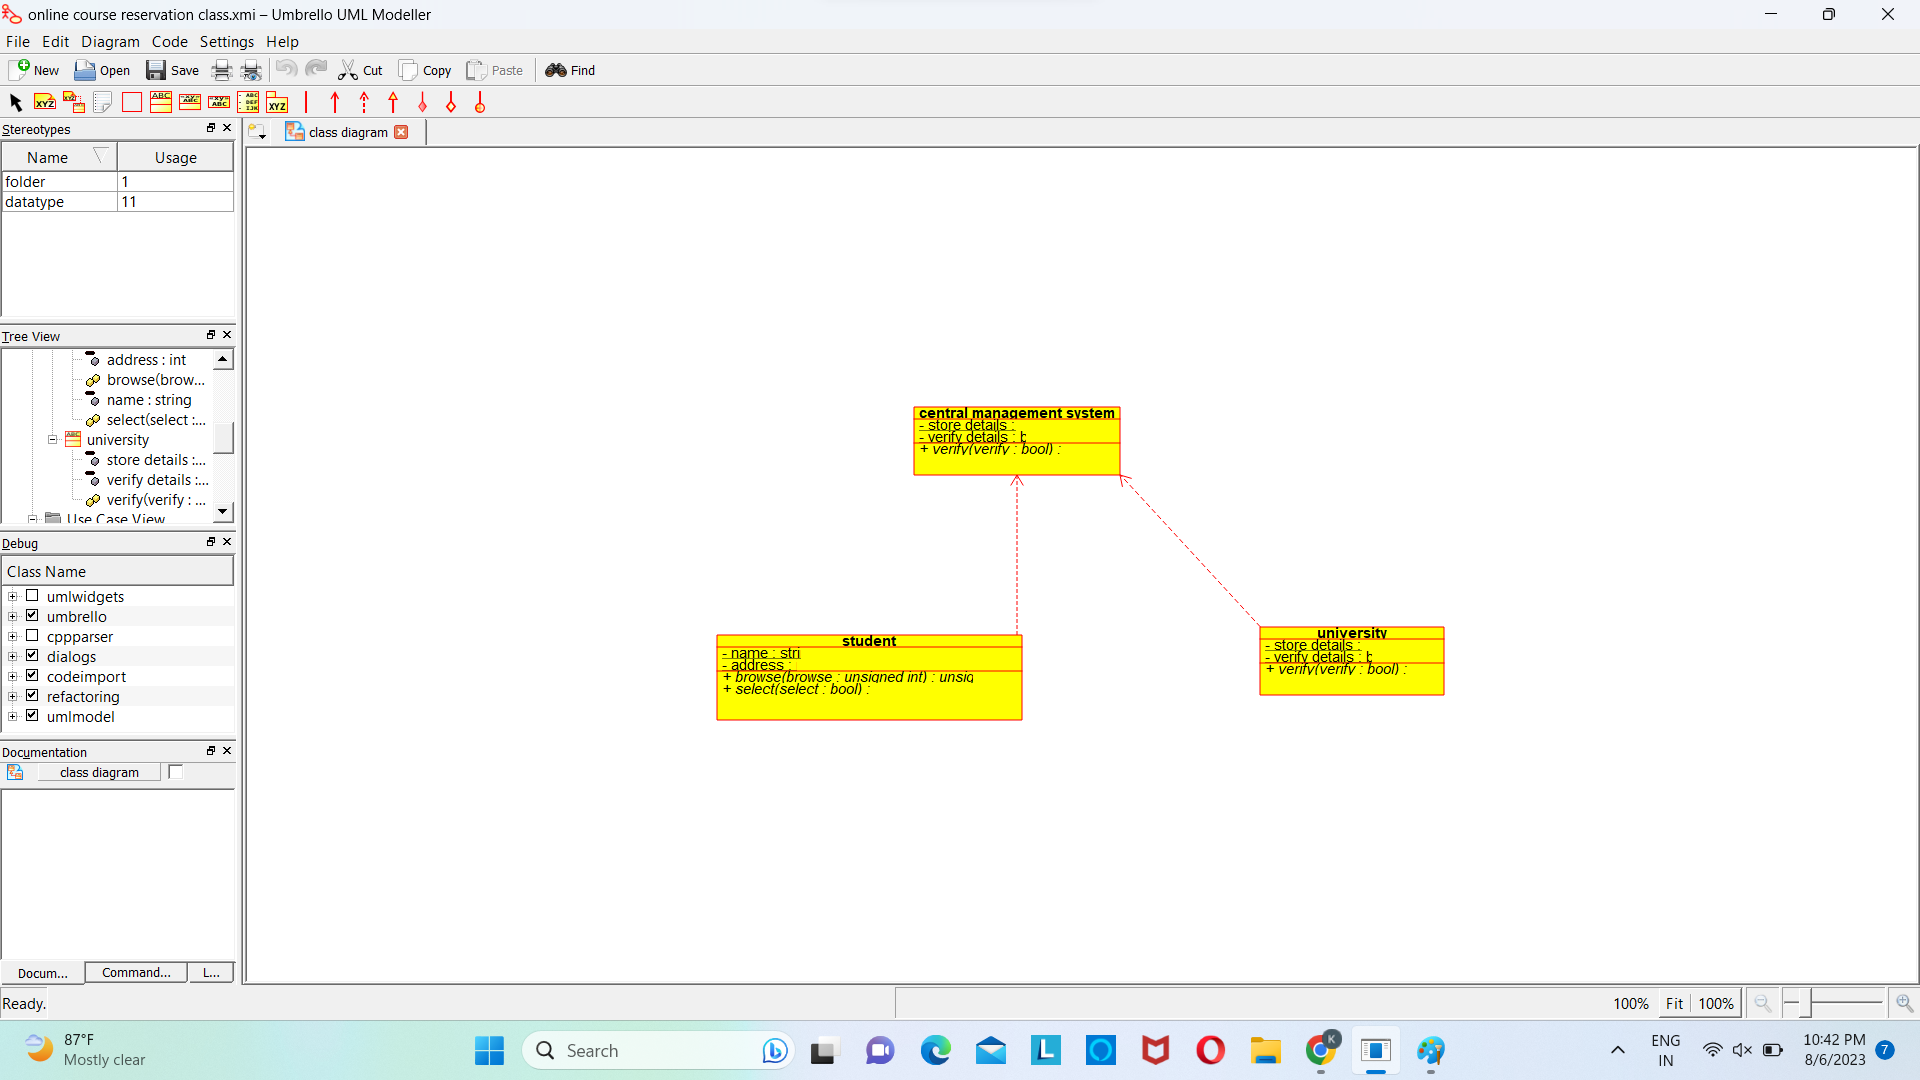 online course reservation class.xmi – Umbrello UML Modeller
File Edit Diagram Code Settings Help
New Open Save Cut Copy Paste Find
Stereotypes
class diagram
Name Usage
folder 1
datatype 11
Tree View
address : int
browse(brow...
name : string
select(select :...
university
store details :...
verify details :...
verify(verify : ...
Use Case View
central management system
- store details :
- verify details : b
+ verify(verify : bool) :
student
- name : stri
- address :
+ browse(browse : unsigned int) : unsig
+ select(select : bool) :
university
- store details :
- verify details : b
+ verify(verify : bool) :
Debug
Class Name
umlwidgets
umbrello
cppparser
dialogs
codeimport
refactoring
umlmodel
Documentation
class diagram
Docum... Command... L...
Ready.
100% Fit 100%
87°F
Mostly clear
Search
ENG
IN
10:42 PM
8/6/2023
7